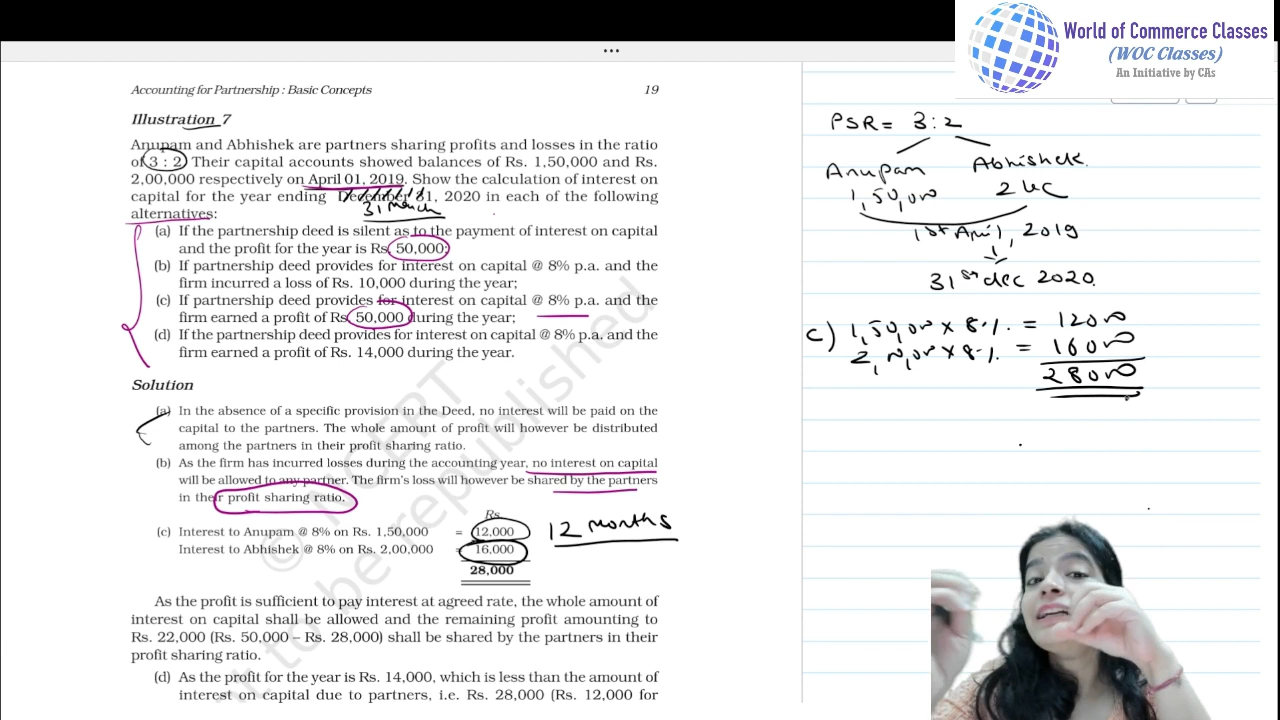 World of Commerce Classes
(WOC Classes)
An Initiative by CAs
Accounting for Partnership : Basic Concepts 19
Illustration 7
Anupam and Abhishek are partners sharing profits and losses in the ratio
of 3 : 2. Their capital accounts showed balances of Rs. 1,50,000 and Rs.
2,00,000 respectively on April 01, 2019. Show the calculation of interest on
capital for the year ending December 31, 2020 in each of the following
31 March
alternatives:
(a) If the partnership deed is silent as to the payment of interest on capital
and the profit for the year is Rs. 50,000;
(b) If partnership deed provides for interest on capital @ 8% p.a. and the
firm incurred a loss of Rs. 10,000 during the year;
(c) If partnership deed provides for interest on capital @ 8% p.a. and the
firm earned a profit of Rs. 50,000 during the year;
(d) If the partnership deed provides for interest on capital @8% p.a. and the
firm earned a profit of Rs. 14,000 during the year.
Solution
(a) In the absence of a specific provision in the Deed, no interest will be paid on the
capital to the partners. The whole amount of profit will however be distributed
among the partners in their profit sharing ratio.
(b) As the firm has incurred losses during the accounting year, no interest on capital
will be allowed to any partner. The firm's loss will however be shared by the partners
in their profit sharing ratio.
Rs.
(c) Interest to Anupam @ 8% on Rs. 1,50,000 = 12,000
Interest to Abhishek @ 8% on Rs. 2,00,000 = 16,000
28,000
12 months
As the profit is sufficient to pay interest at agreed rate, the whole amount of
interest on capital shall be allowed and the remaining profit amounting to
Rs. 22,000 (Rs. 50,000 – Rs. 28,000) shall be shared by the partners in their
profit sharing ratio.
(d) As the profit for the year is Rs. 14,000, which is less than the amount of
interest on capital due to partners, i.e. Rs. 28,000 (Rs. 12,000 for
PSR = 3 : 2
Anupam Abhishek.
1,50,000
1st April, 2019
31st dec 2020.
C) 1,50,000 x 8% = 12000
2,00,000 x 8% = 16000
28000